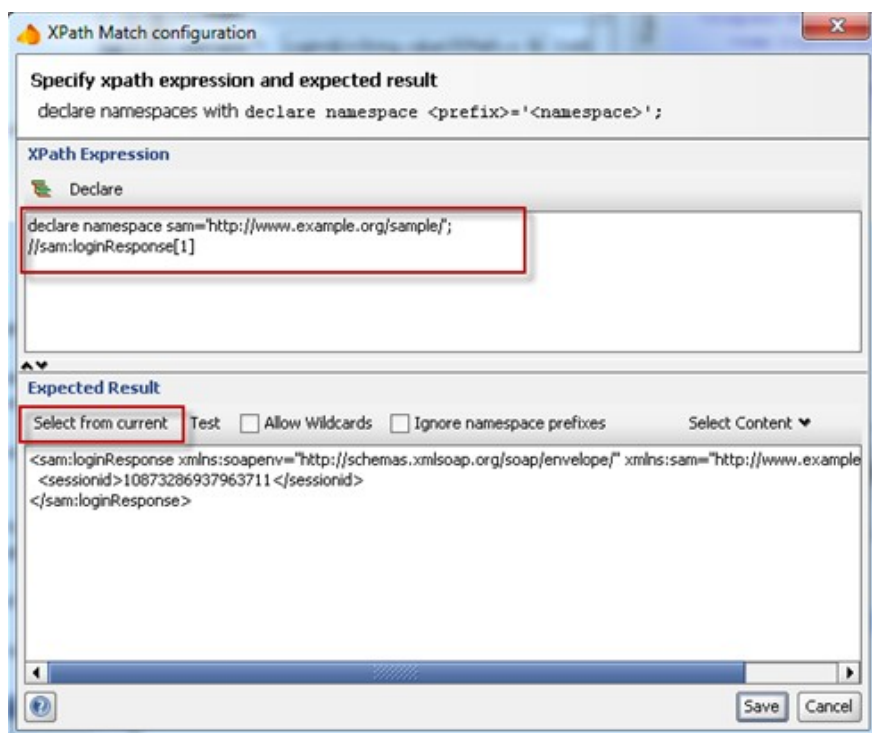 XPath Match configuration
Specify xpath expression and expected result
declare namespaces with declare namespace <prefix>='<namespace>';
XPath Expression
Declare
declare namespace sam='http://www.example.org/sample/';
//sam:loginResponse[1]
Expected Result
Select from current Test Allow Wildcards Ignore namespace prefixes Select Content
<sam:loginResponse xmlns:soapenv="http://schemas.xmlsoap.org/soap/envelope/" xmlns:sam="http://www.example
<sessionid>10873286937963711</sessionid>
</sam:loginResponse>
Save Cancel